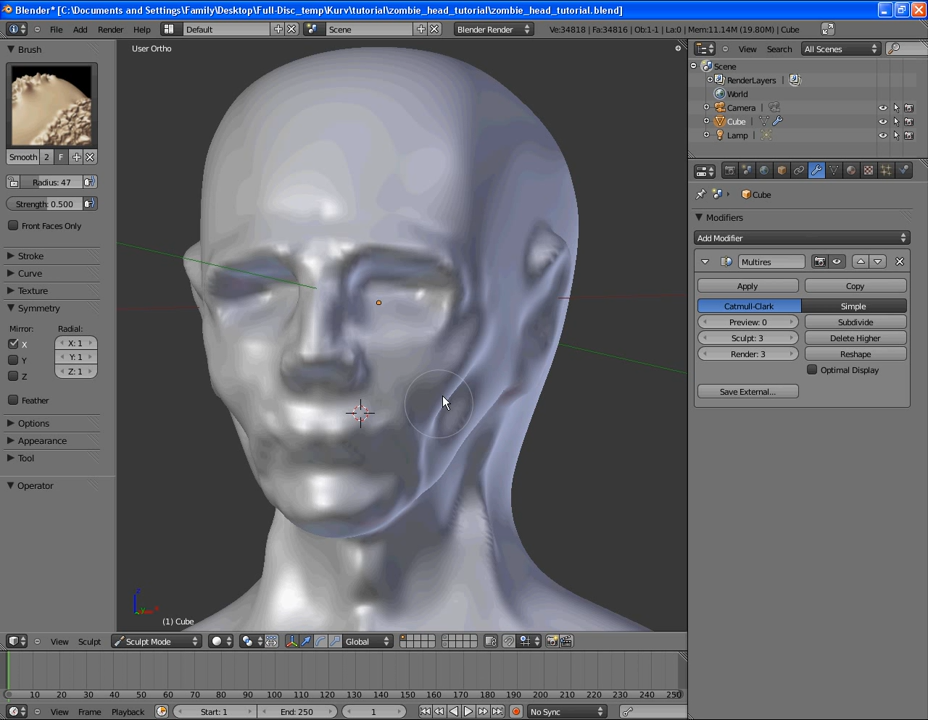 Blender* [C:\Documents and Settings\Family\Desktop\Full-Disc_temp\Kurv\tutorial\zombie_head_tutorial\zombie_head_tutorial.blend]
File Add Render Help Default Scene Blender Render Ve:34818 | Fa:34816 | Ob:1-1 | La:0 | Mem:11.14M (19.80M) | Cube
Brush
User Ortho
View Search All Scenes
Scene
RenderLayers
World
Camera
Cube
Lamp
Smooth 2 F
Radius: 47
Strength: 0.500
Front Faces Only
Stroke
Curve
Texture
Symmetry
Mirror: Radial:
X X: 1
Y Y: 1
Z Z: 1
Feather
Options
Appearance
Tool
Operator
Cube
Modifiers
Add Modifier
Multires
Apply Copy
Catmull-Clark Simple
Preview: 0 Subdivide
Sculpt: 3 Delete Higher
Render: 3 Reshape
Optimal Display
Save External...
(1) Cube
View Sculpt Sculpt Mode Global
0 10 20 30 40 50 60 70 80 90 100 110 120 130 140 150 160 170 180 190 200 210 220 230 240 250
View Frame Playback Start: 1 End: 250 1 No Sync